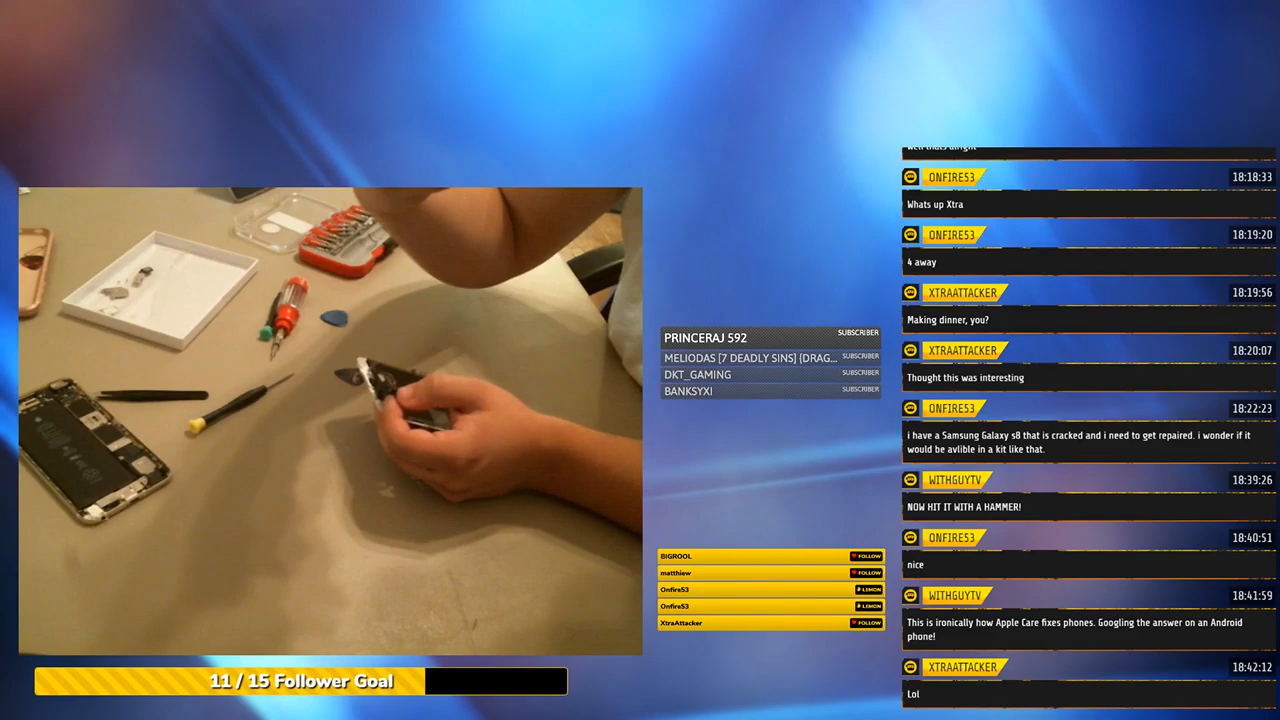 well thats alright
ONFIRE53 18:18:33
Whats up Xtra
ONFIRE53 18:19:20
4 away
XTRAATTACKER 18:19:56
Making dinner, you?
XTRAATTACKER 18:20:07
Thought this was interesting
ONFIRE53 18:22:23
i have a Samsung Galaxy s8 that is cracked and i need to get repaired. i wonder if it
would be avlible in a kit like that.
WITHGUYTV 18:39:26
NOW HIT IT WITH A HAMMER!
ONFIRE53 18:40:51
nice
WITHGUYTV 18:41:59
This is ironically how Apple Care fixes phones. Googling the answer on an Android
phone!
XTRAATTACKER 18:42:12
Lol
PRINCERAJ 592 SUBSCRIBER
MELIODAS [7 DEADLY SINS] (DRAG... SUBSCRIBER
DKT_GAMING SUBSCRIBER
BANKSYXI SUBSCRIBER
BIGROOL FOLLOW
matthiew FOLLOW
Onfire53 LEMON
Onfire53 LEMON
XtraAttacker FOLLOW
11 / 15 Follower Goal